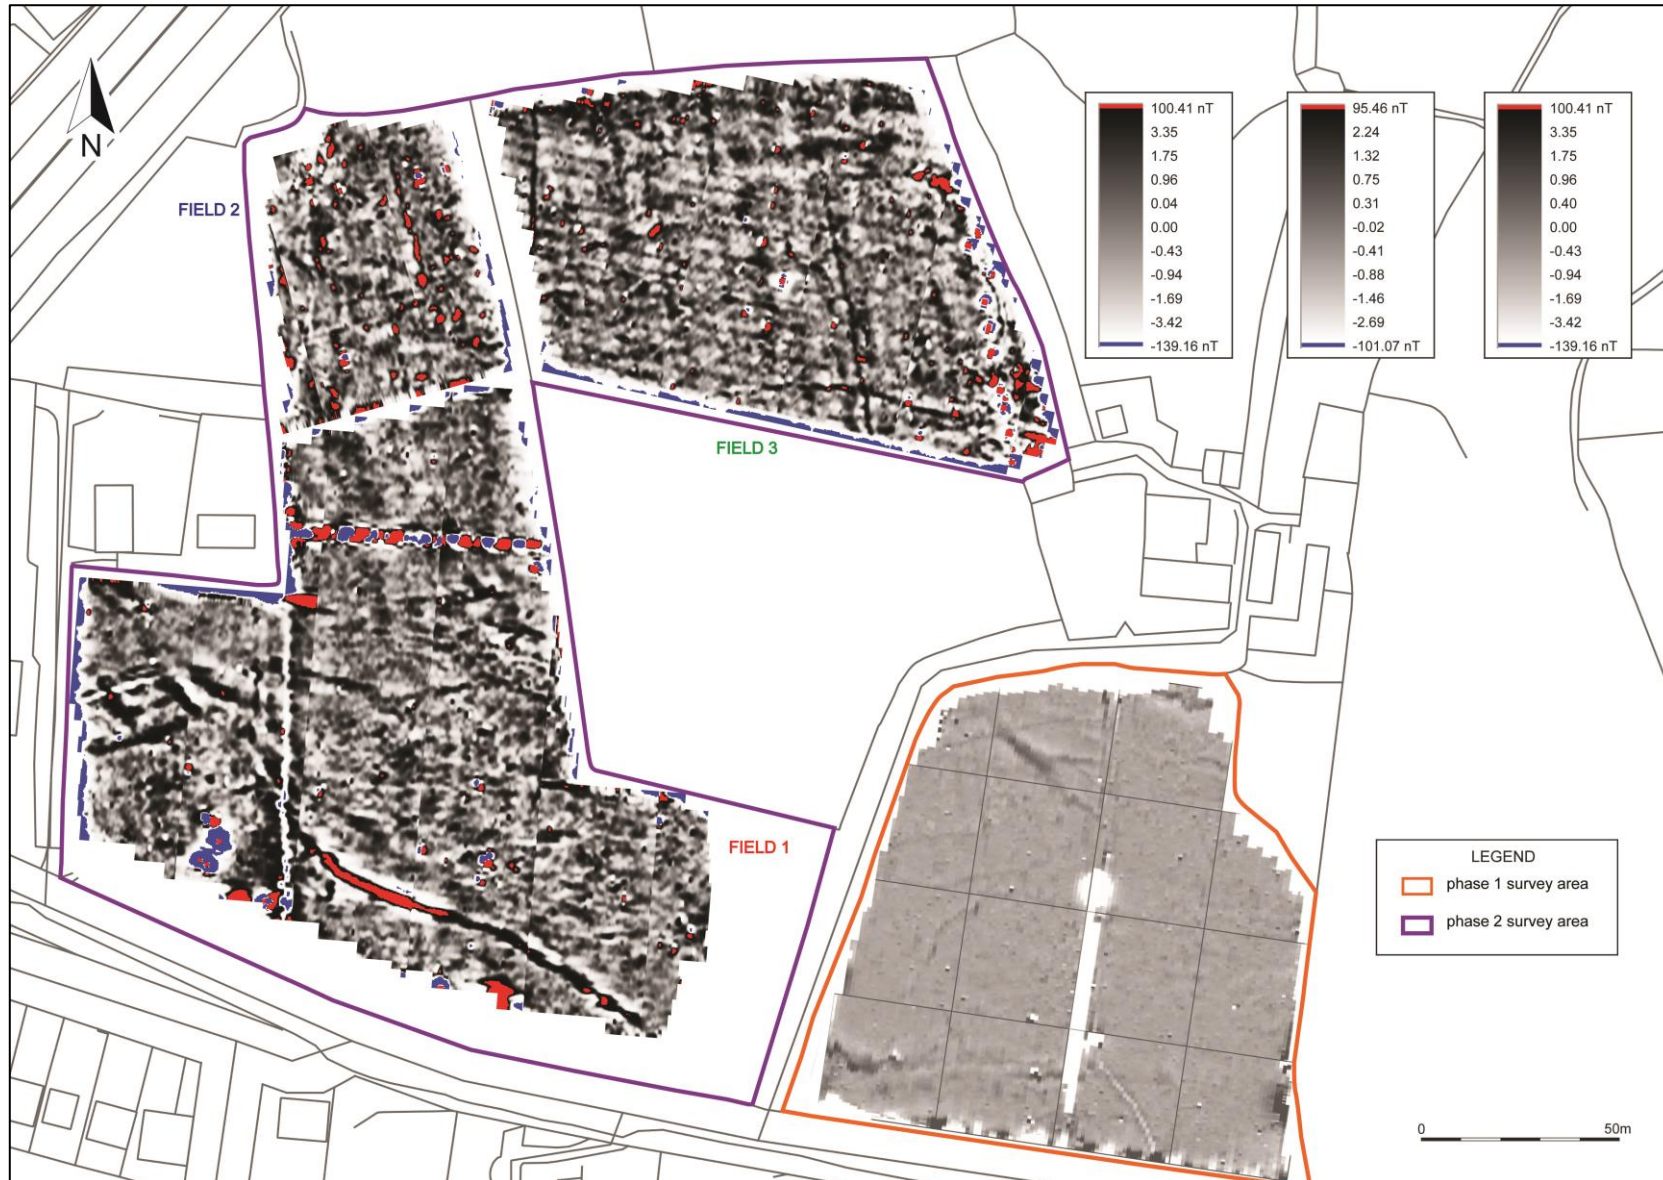 N
FIELD 2
FIELD 3
FIELD 1
100.41 nT
3.35
1.75
0.96
0.04
0.00
-0.43
-0.94
-1.69
-3.42
-139.16 nT
95.46 nT
2.24
1.32
0.75
0.31
-0.02
-0.41
-0.88
-1.46
-2.69
-101.07 nT
100.41 nT
3.35
1.75
0.96
0.40
0.00
-0.43
-0.94
-1.69
-3.42
-139.16 nT
LEGEND
phase 1 survey area
phase 2 survey area
0 50m